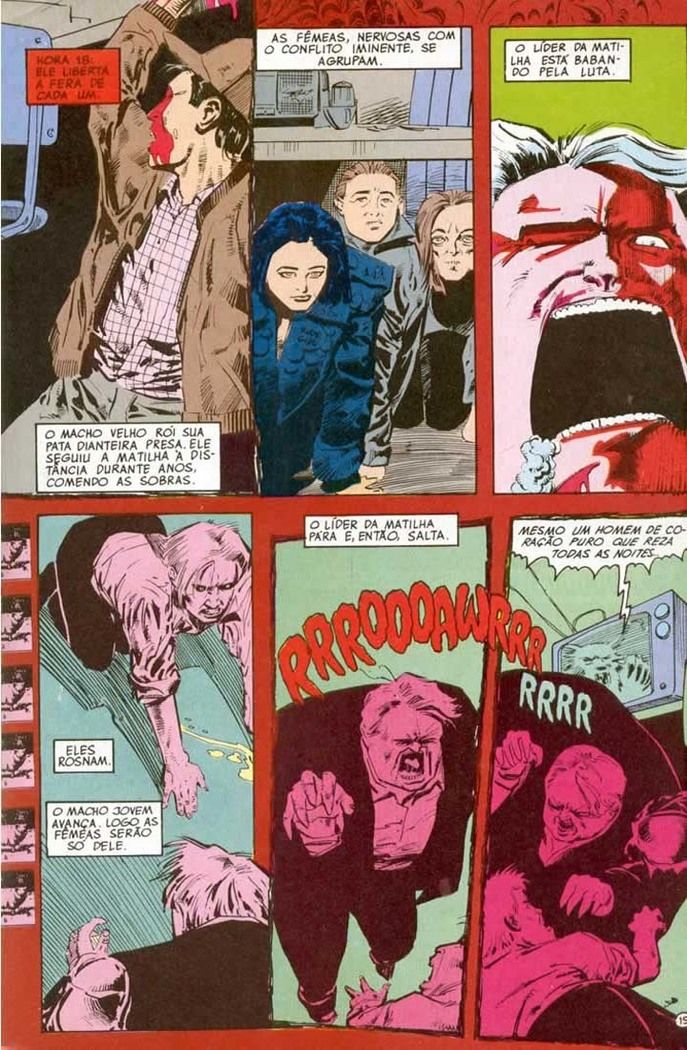 HORA 18:
ELE LIBERTA
A FERA DE
CADA UM.
O MACHO VELHO RÓI SUA
PATA DIANTEIRA PRESA. ELE
SEGUIU A MATILHA À DIS-
TÂNCIA DURANTE ANOS,
COMENDO AS SOBRAS.
AS FÊMEAS, NERVOSAS COM
O CONFLITO IMINENTE, SE
AGRUPAM.
O LÍDER DA MATI-
LHA ESTÁ BABAN-
DO PELA LUTA.
ELES
ROSNAM.
O MACHO JOVEM
AVANÇA. LOGO AS
FÊMEAS SERÃO
SÓ DELE.
O LÍDER DA MATILHA
PÁRA E, ENTÃO, SALTA.
RRROOOAWRRR
MESMO UM HOMEM DE CO-
RAÇÃO PURO QUE REZA
TODAS AS NOITES...
RRRR
19